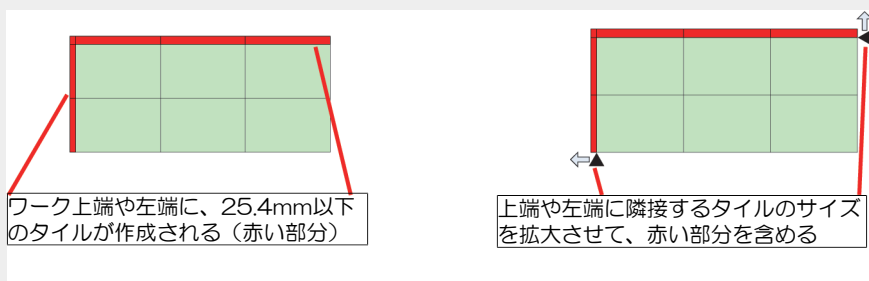 ワーク上端や左端に、25.4mm以下
のタイルが作成される（赤い部分）
上端や左端に隣接するタイルのサイズ
を拡大させて、赤い部分を含める